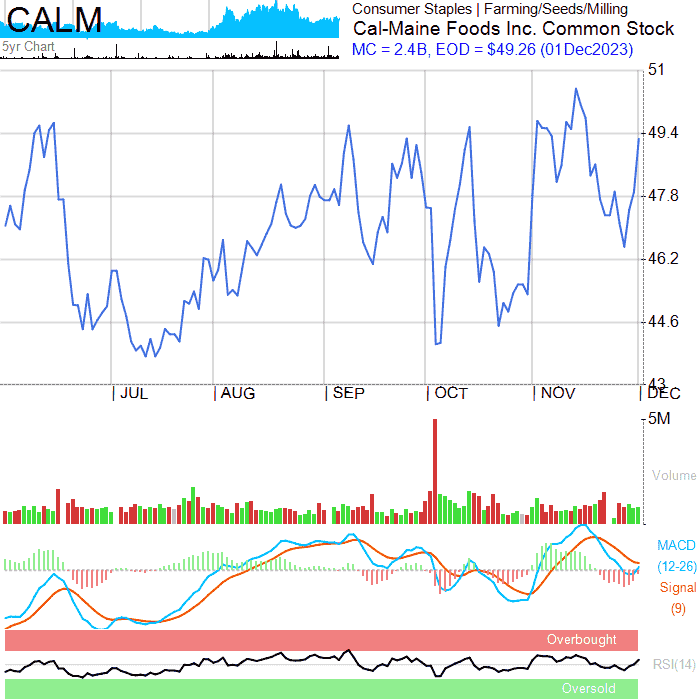 CALM
5yr Chart
Consumer Staples | Farming/Seeds/Milling
Cal-Maine Foods Inc. Common Stock
MC = 2.4B, EOD = $49.26 (01Dec2023)
51
49.4
47.8
46.2
44.6
43
JUL AUG SEP OCT NOV DEC
5M
Volume
MACD
(12-26)
Signal
(9)
Overbought
RSI(14)
Oversold